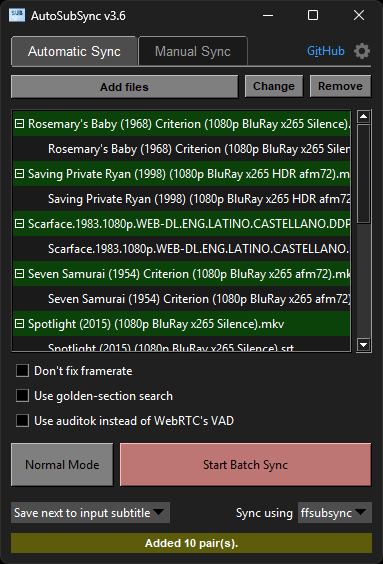 SUB
AutoSubSync v3.6
Automatic Sync
Manual Sync
GitHub
Add files
Change
Remove
Rosemary's Baby (1968) Criterion (1080p BluRay x265 Silence).
Rosemary's Baby (1968) Criterion (1080p BluRay x265 Silen
Saving Private Ryan (1998) (1080p BluRay x265 HDR afm72).m
Saving Private Ryan (1998) (1080p BluRay x265 HDR afm7
Scarface.1983.1080p.WEB-DL.ENG.LATINO.CASTELLANO.DDP
Scarface.1983.1080p.WEB-DL.ENG.LATINO.CASTELLANO.
Seven Samurai (1954) Criterion (1080p BluRay x265 afm72).mk
Seven Samurai (1954) Criterion (1080p BluRay x265 afm72
Spotlight (2015) (1080p BluRay x265 Silence).mkv
Spotlight (2015) (1080p BluRay x265 Silence).srt
Don't fix framerate
Use golden-section search
Use auditok instead of WebRTC's VAD
Normal Mode
Start Batch Sync
Save next to input subtitle
Sync using
ffsubsync
Added 10 pair(s).